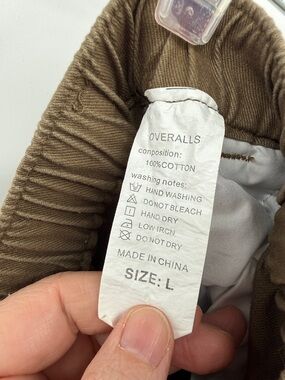 OVERALLS
composition:
100%COTTON
washing notes:
HAND WASHING
DONOT BLEACH
HAND DRY
LOW IRON
DO NOT DRY
MADE IN CHINA
SIZE: L